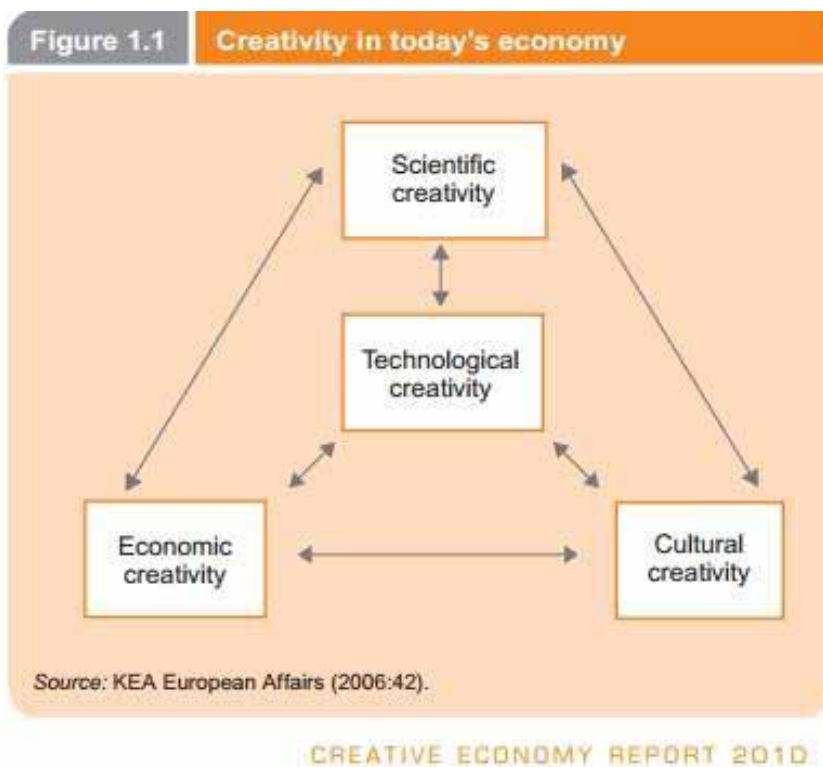 Figure 1.1 Creativity in today's economy
Scientific
creativity
Technological
creativity
Economic
creativity
Cultural
creativity
Source: KEA European Affairs (2006:42).
CREATIVE ECONOMY REPORT 2010